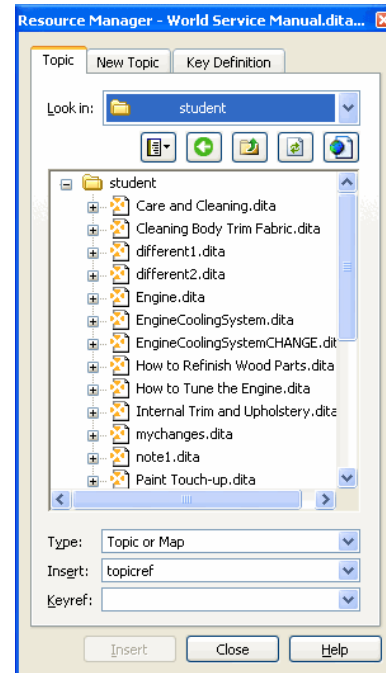 Resource Manager - World Service Manual.dita...
Topic New Topic Key Definition
Look in: student
student
Care and Cleaning.dita
Cleaning Body Trim Fabric.dita
different1.dita
different2.dita
Engine.dita
EngineCoolingSystem.dita
EngineCoolingSystemCHANGE.dit
How to Refinish Wood Parts.dita
How to Tune the Engine.dita
Internal Trim and Upholstery.dita
mychanges.dita
note1.dita
Paint Touch-up.dita
Type: Topic or Map
Insert: topicref
Keyref:
Insert Close Help